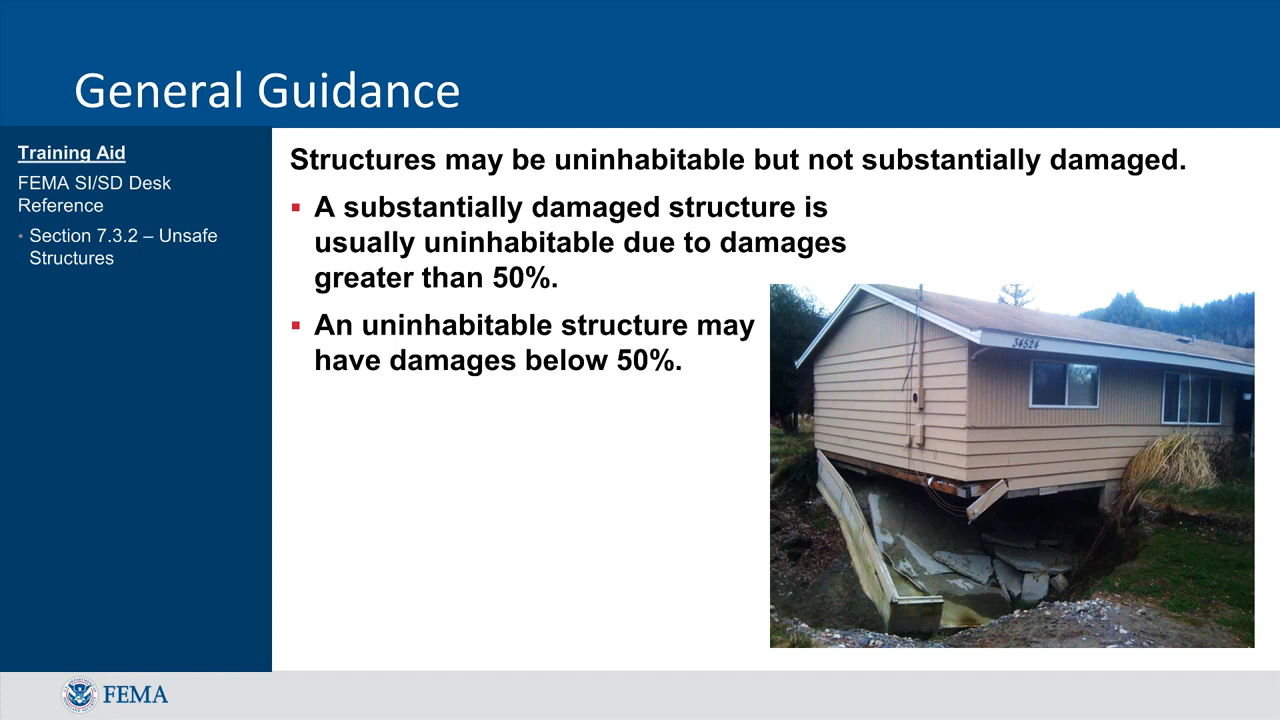 General Guidance
Training Aid
FEMA SI/SD Desk
Reference
• Section 7.3.2 – Unsafe
Structures
Structures may be uninhabitable but not substantially damaged.
▪ A substantially damaged structure is
usually uninhabitable due to damages
greater than 50%.
▪ An uninhabitable structure may
have damages below 50%.
34524
FEMA